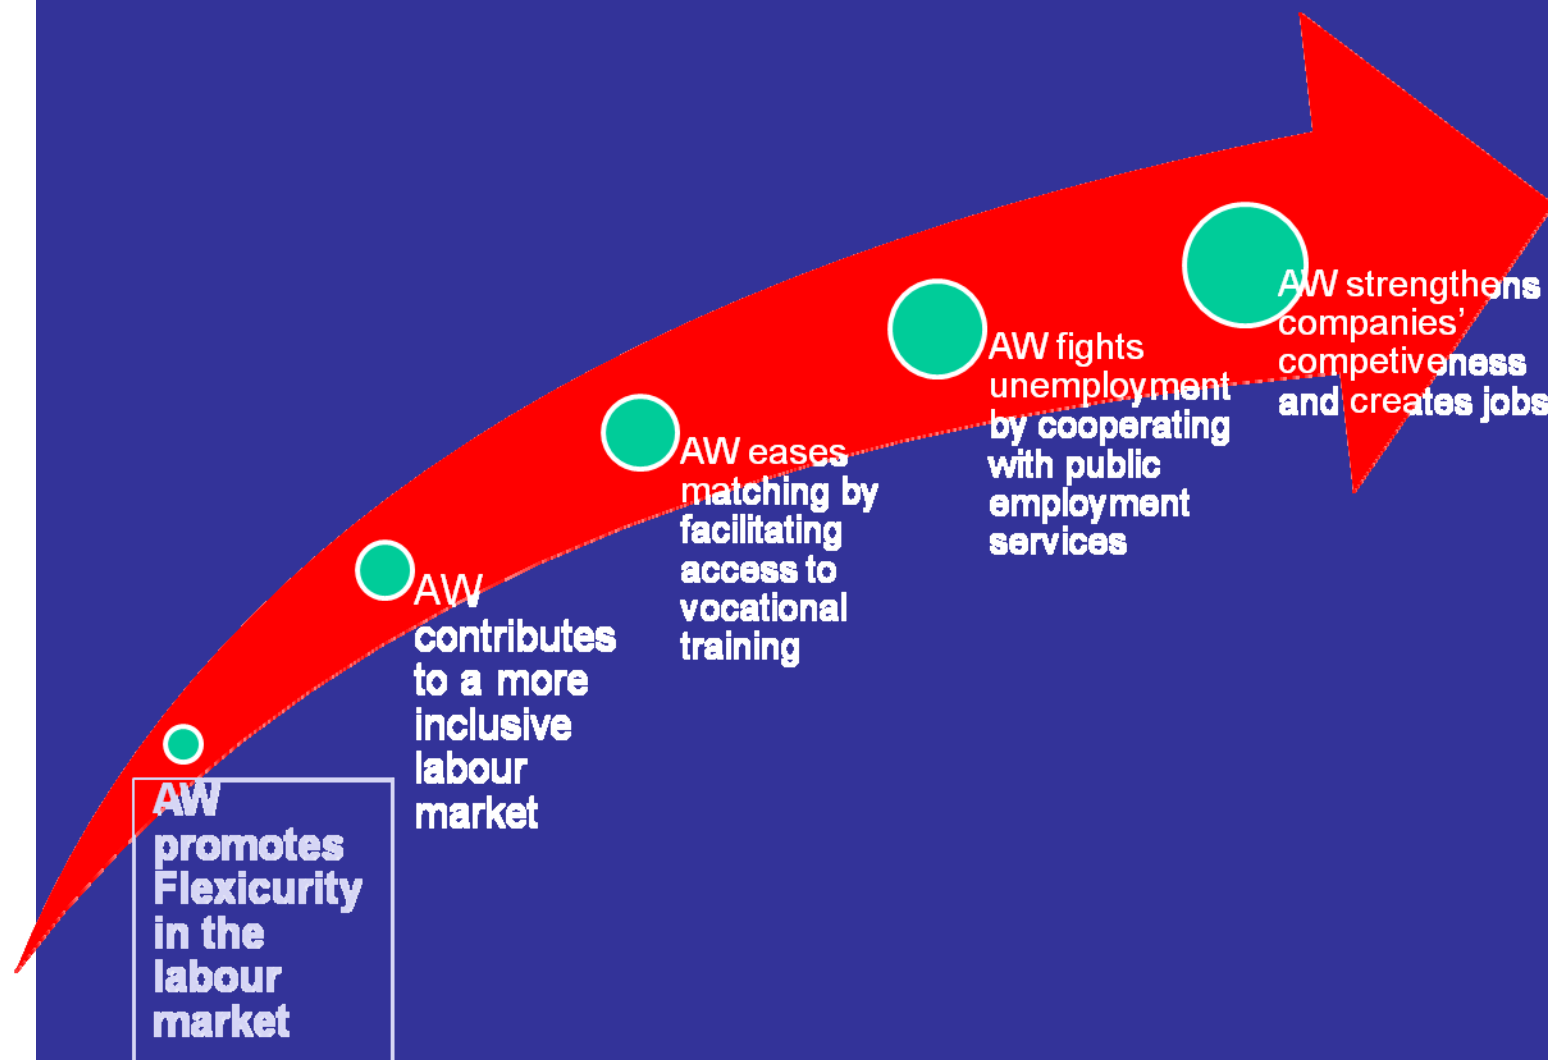 AW
promotes
Flexicurity
in the
labour
market
AW
contributes
to a more
inclusive
labour
market
AW eases
matching by
facilitating
access to
vocational
training
AW fights
unemployment
by cooperating
with public
employment
services
AW strengthens
companies’
competiveness
and creates jobs